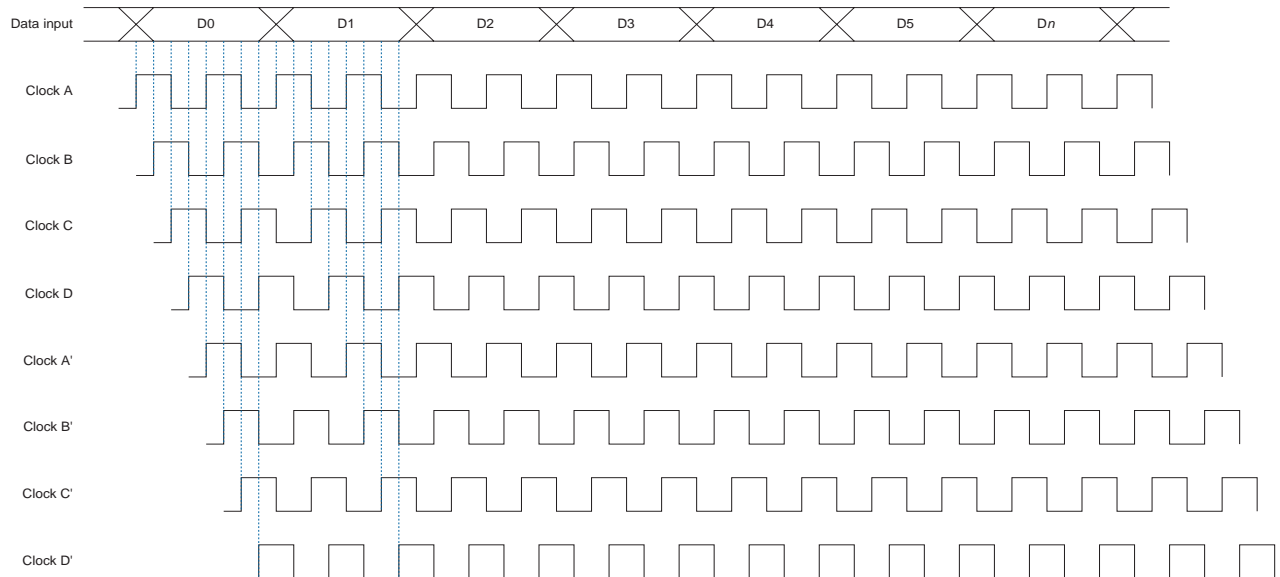 Data input D0 D1 D2 D3 D4 D5 Dn
Clock A
Clock B
Clock C
Clock D
Clock A'
Clock B'
Clock C'
Clock D'